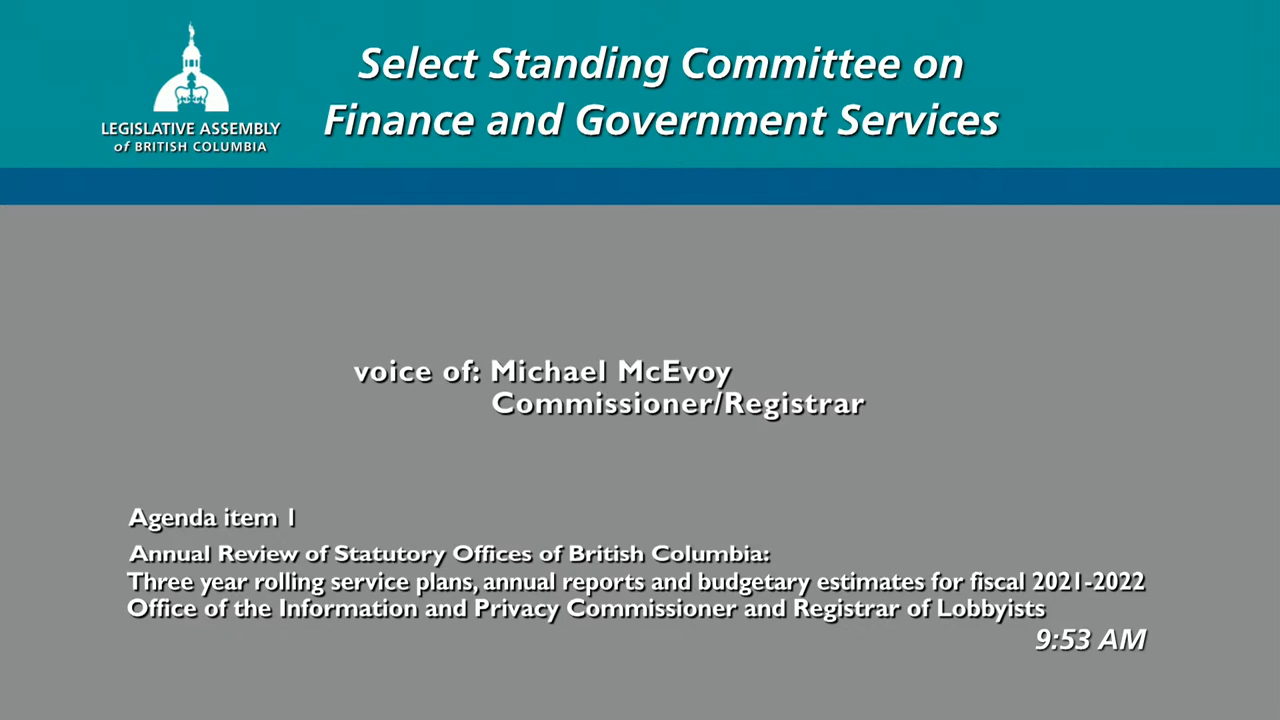 Select Standing Committee on
Finance and Government Services
LEGISLATIVE ASSEMBLY
of BRITISH COLUMBIA
voice of: Michael McEvoy
Commissioner/Registrar
Agenda item 1
Annual Review of Statutory Offices of British Columbia:
Three year rolling service plans, annual reports and budgetary estimates for fiscal 2021-2022
Office of the Information and Privacy Commissioner and Registrar of Lobbyists
9:53 AM